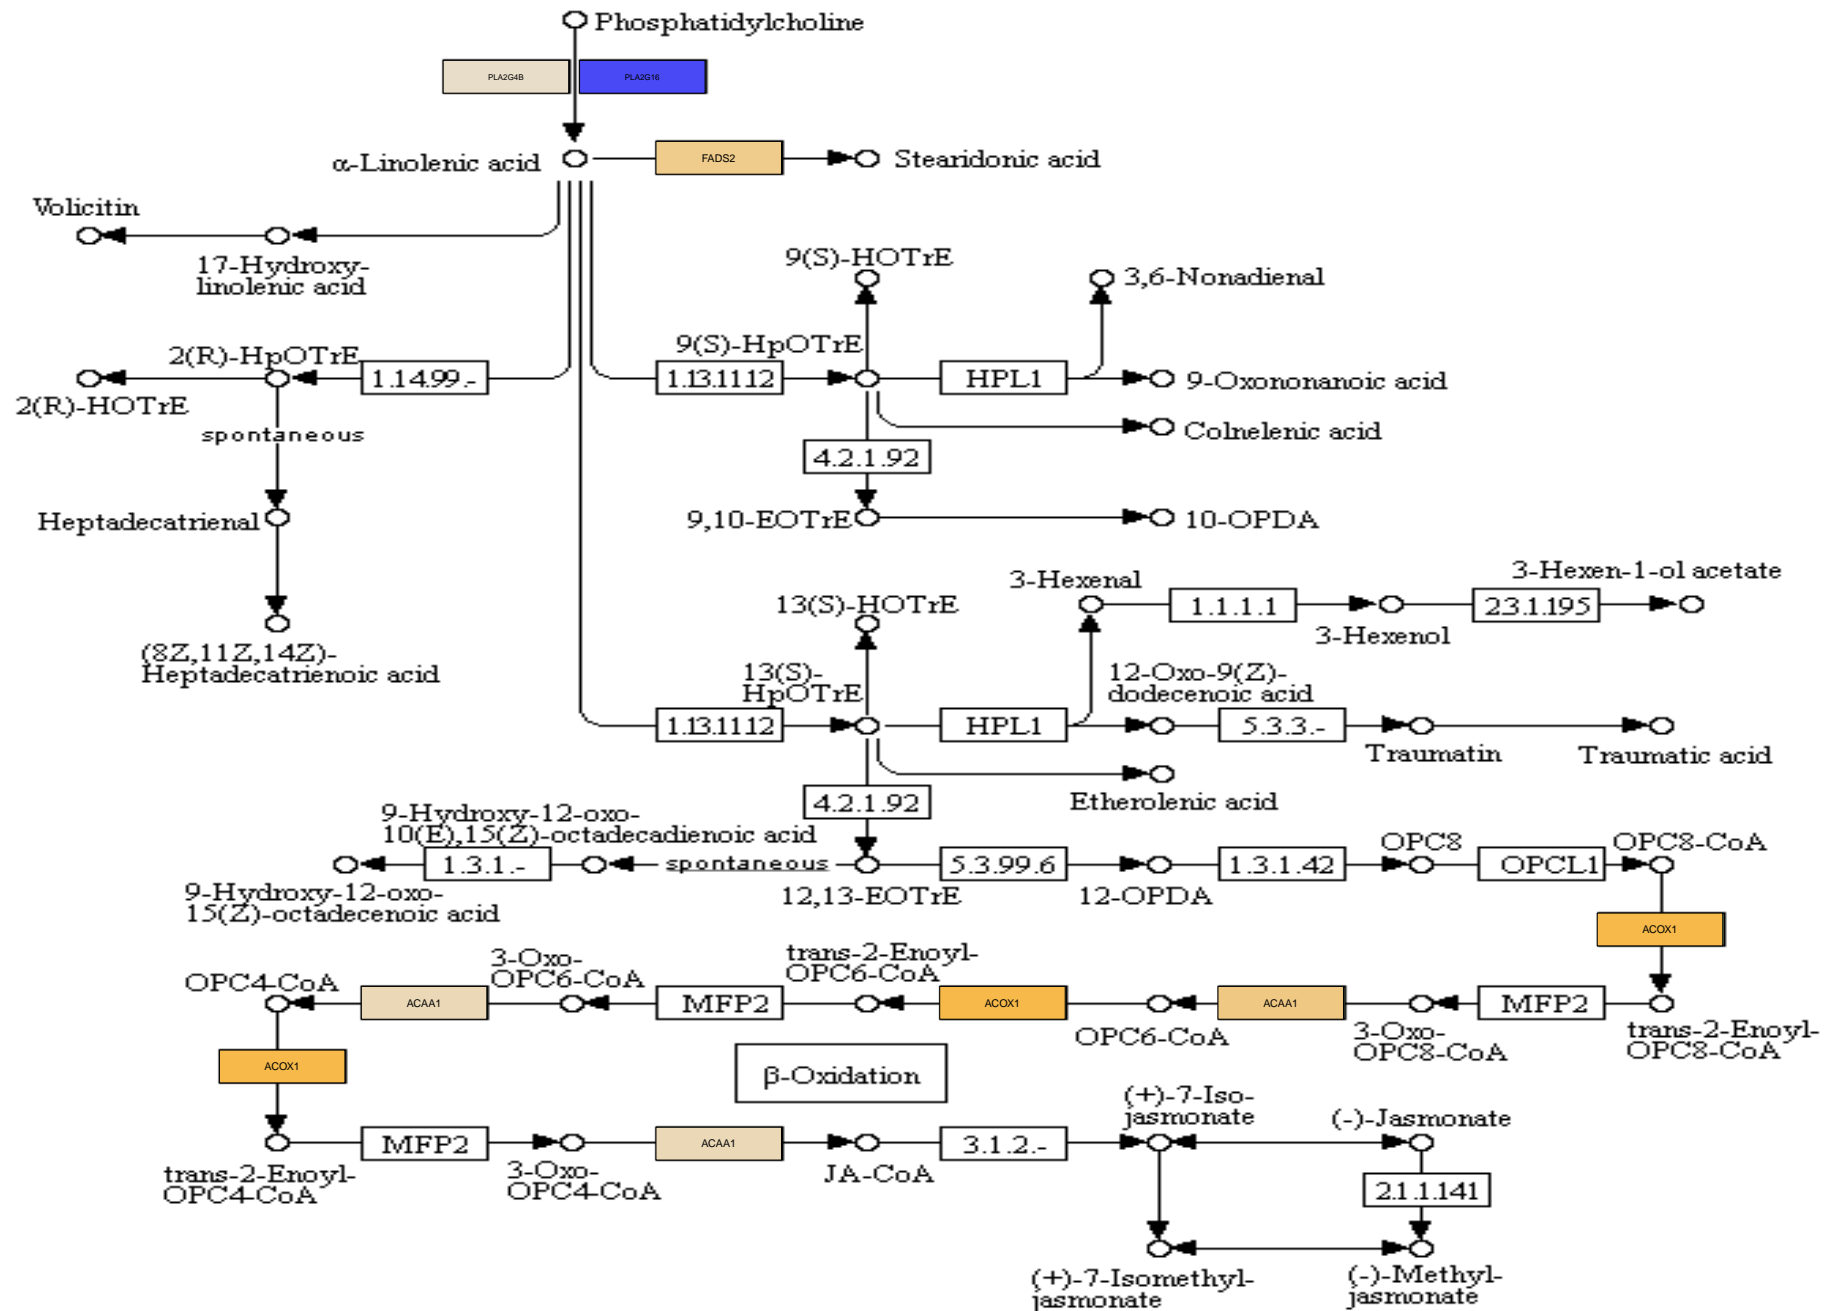 Phosphatidylcholine
PLA2G4B
PLA2G16
α-Linolenic acid
FADS2
Stearidonic acid
Volicitin
17-Hydroxy-
linolenic acid
9(S)-HOTrE
3,6-Nonadienal
2(R)-HpOTrE
1.14.99.-
9(S)-HpOTrE
1.13.11.12
HPL1
9-Oxononanoic acid
2(R)-HOTrE
spontaneous
Colnelenic acid
4.2.1.92
Heptadecatrienal
9,10-EOTrE
10-OPDA
3-Hexenal
3-Hexen-1-ol acetate
13(S)-HOTrE
1.1.1.1
2.3.1.195
3-Hexenol
(8Z,11Z,14Z)-
Heptadecatrienoic acid
13(S)-
HpOTrE
12-Oxo-9(Z)-
dodecenoic acid
1.13.11.12
HPL1
5.3.3.-
Traumatin
Traumatic acid
Etherolenic acid
4.2.1.92
9-Hydroxy-12-oxo-
10(E),15(Z)-octadecadienoic acid
OPC8
OPC8-CoA
1.3.1.-
spontaneous
5.3.99.6
1.3.1.42
OPCL1
9-Hydroxy-12-oxo-
15(Z)-octadecenoic acid
12,13-EOTrE
12-OPDA
ACOX1
OPC4-CoA
3-Oxo-
OPC6-CoA
trans-2-Enoyl-
OPC6-CoA
ACAA1
MFP2
ACOX1
ACAA1
MFP2
OPC6-CoA
3-Oxo-
OPC8-CoA
trans-2-Enoyl-
OPC8-CoA
ACOX1
β-Oxidation
(+)-7-Iso-
jasmonate
(-)-Jasmonate
MFP2
ACAA1
3.1.2.-
trans-2-Enoyl-
OPC4-CoA
3-Oxo-
OPC4-CoA
JA-CoA
2.1.1.141
(+)-7-Isomethyl-
jasmonate
(-)-Methyl-
jasmonate